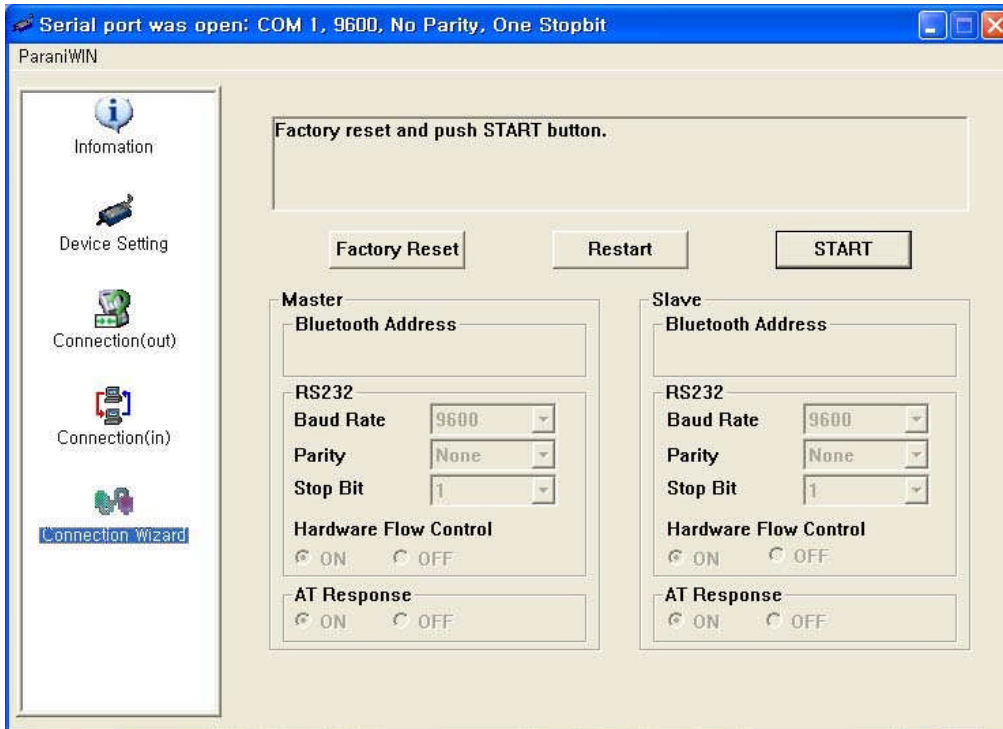 Serial port was open: COM 1, 9600, No Parity, One Stopbit
ParaniWIN
Infomation
Device Setting
Connection(out)
Connection(in)
Connection Wizard
Factory reset and push START button.
Factory Reset Restart START
Master
Bluetooth Address
RS232
Baud Rate 9600
Parity None
Stop Bit 1
Hardware Flow Control
ON OFF
AT Response
ON OFF
Slave
Bluetooth Address
RS232
Baud Rate 9600
Parity None
Stop Bit 1
Hardware Flow Control
ON OFF
AT Response
ON OFF